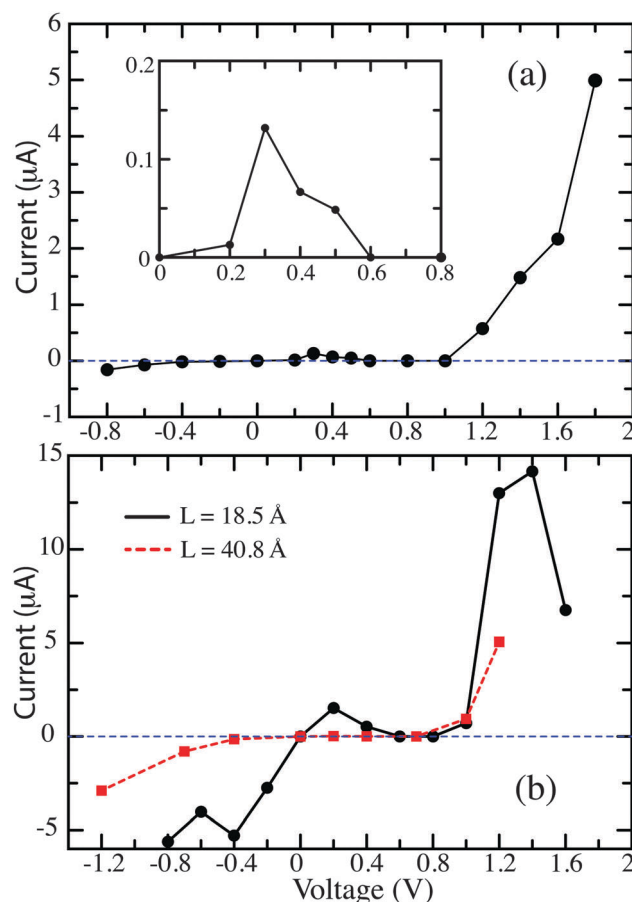 6
5
4
3
2
1
0
-1
Current (μA)
(a)
0.2
0.1
0
0 0.2 0.4 0.6 0.8
-0.8 -0.4 0 0.4 0.8 1.2 1.6 2
15
10
5
0
-5
Current (μA)
L = 18.5 Å
L = 40.8 Å
(b)
-1.2 -0.8 -0.4 0 0.4 0.8 1.2 1.6 2
Voltage (V)